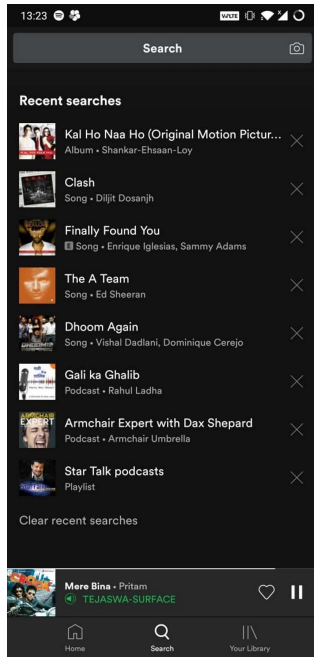 13:23
Search
Recent searches
Kal Ho Naa Ho (Original Motion Pictur...
Album • Shankar-Ehsaan-Loy
Clash
Song • Diljit Dosanjh
Finally Found You
E Song • Enrique Iglesias, Sammy Adams
The A Team
Song • Ed Sheeran
Dhoom Again
Song • Vishal Dadlani, Dominique Cerejo
Gali ka Ghalib
Podcast • Rahul Ladha
ARMCHAIR
EXPERT
Armchair Expert with Dax Shepard
Podcast • Armchair Umbrella
Star Talk podcasts
Playlist
Clear recent searches
Mere Bina • Pritam
TEJASWA-SURFACE
Home
Search
Your Library